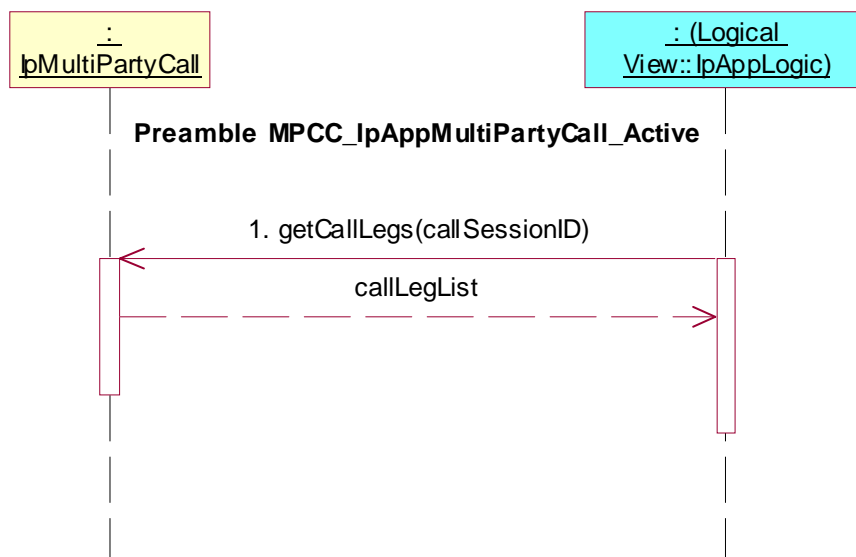 :
IpMultiPartyCall
: (Logical
View::IpAppLogic)
Preamble MPCC_IpAppMultiPartyCall_Active
1. getCallLegs(callSessionID)
callLegList